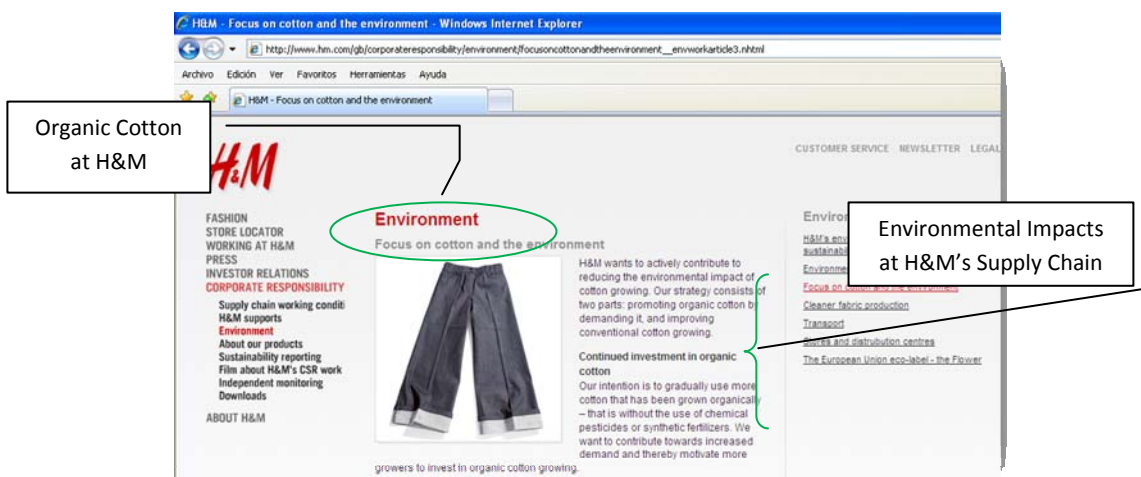 H&M - Focus on cotton and the environment - Windows Internet Explorer
http://www.hm.com/gb/corporateresponsibility/environment/focusoncottonandtheenvironment__envworkarticle3.nhtml
Archivo Edición Ver Favoritos Herramientas Ayuda
H&M - Focus on cotton and the environment
Organic Cotton
at H&M
H&M
CUSTOMER SERVICE NEWSLETTER LEGAL
FASHION
STORE LOCATOR
WORKING AT H&M
PRESS
INVESTOR RELATIONS
CORPORATE RESPONSIBILITY
Supply chain working conditi
H&M supports
Environment
About our products
Sustainability reporting
Film about H&M's CSR work
Independent monitoring
Downloads
ABOUT H&M
Environment
Focus on cotton and the environment
H&M wants to actively contribute to
reducing the environmental impact of
cotton growing. Our strategy consists of
two parts: promoting organic cotton by
demanding it, and improving
conventional cotton growing.
Continued investment in organic
cotton
Our intention is to gradually use more
cotton that has been grown organically
– that is without the use of chemical
pesticides or synthetic fertilizers. We
want to contribute towards increased
demand and thereby motivate more
growers to invest in organic cotton growing.
Environmental Impacts
at H&M's Supply Chain
H&M's
Focus on cotton and the environment
Cleaner fabric production
Transport
Stores and distrubution centres
The European Union eco-label - the Flower